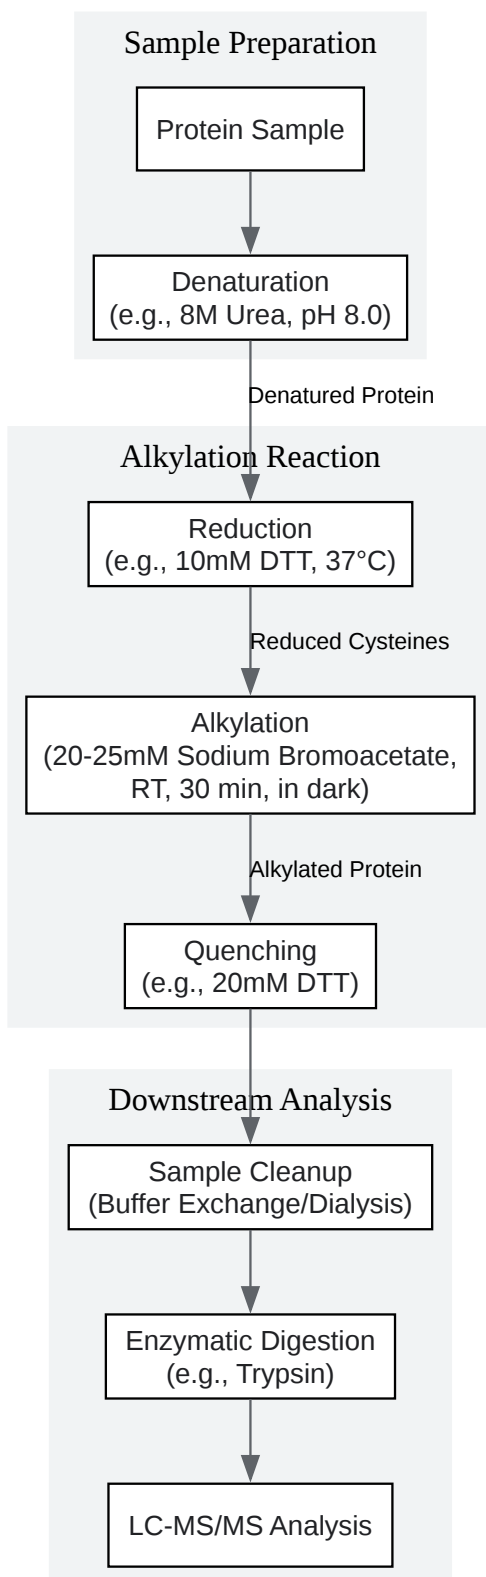 Sample Preparation
Protein Sample
Denaturation
(e.g., 8M Urea, pH 8.0)
Denatured Protein
Alkylation Reaction
Reduction
(e.g., 10mM DTT, 37°C)
Reduced Cysteines
Alkylation
(20-25mM Sodium Bromoacetate,
RT, 30 min, in dark)
Alkylated Protein
Quenching
(e.g., 20mM DTT)
Downstream Analysis
Sample Cleanup
(Buffer Exchange/Dialysis)
Enzymatic Digestion
(e.g., Trypsin)
LC-MS/MS Analysis